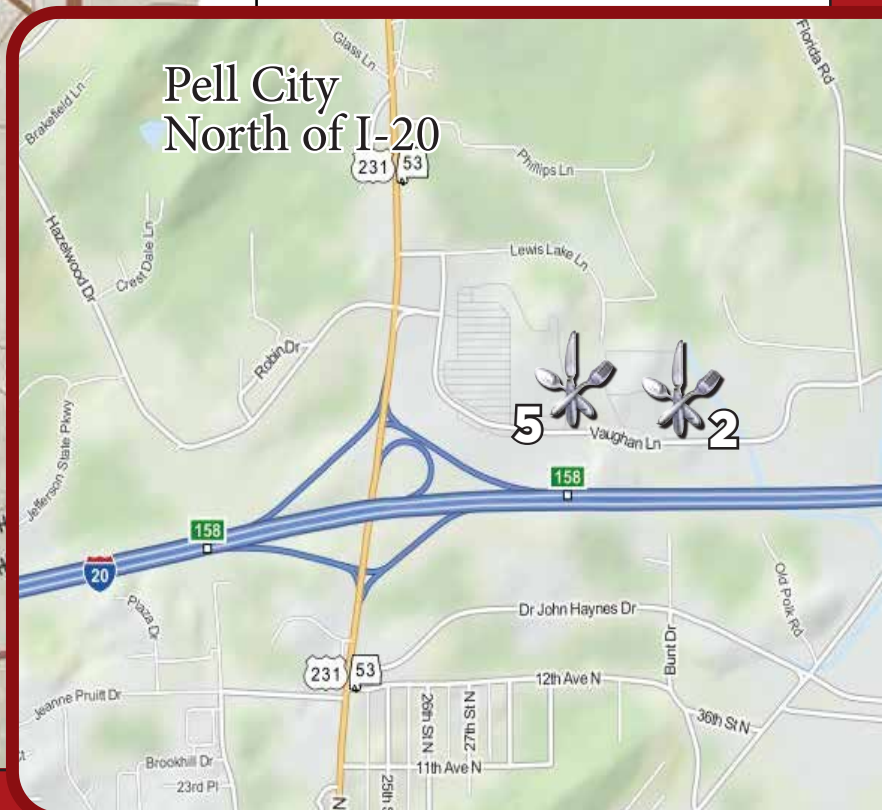 Pell City
North of I-20
Glass Ln
Florida Rd
Brakefield Ln
231
53
Phillips Ln
Hazelwood Dr
Crest Dale Ln
Lewis Lake Ln
Robin Dr
5
2
Vaughan Ln
Jefferson State Pkwy
158
158
20
Plaza Dr
Dr John Haynes Dr
Bunt Dr
Old Polk Rd
231
53
12th Ave N
Jeanne Pruitt Dr
26th St N
27th St N
36th St N
Brookhill Dr
11th Ave N
23rd Pl
25th S
N